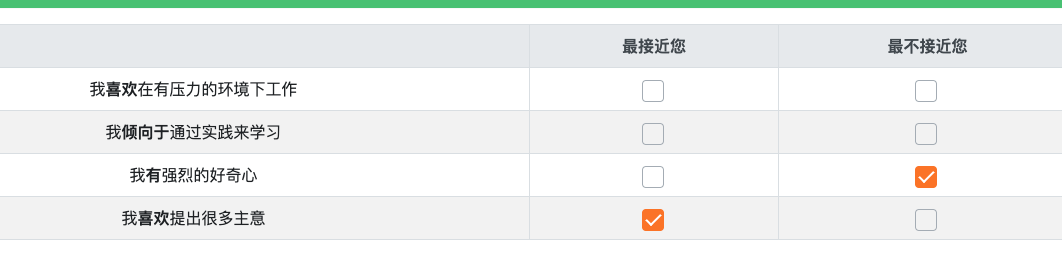 最接近您 最不接近您
我喜欢在有压力的环境下工作
我倾向于通过实践来学习
我有强烈的好奇心
我喜欢提出很多主意